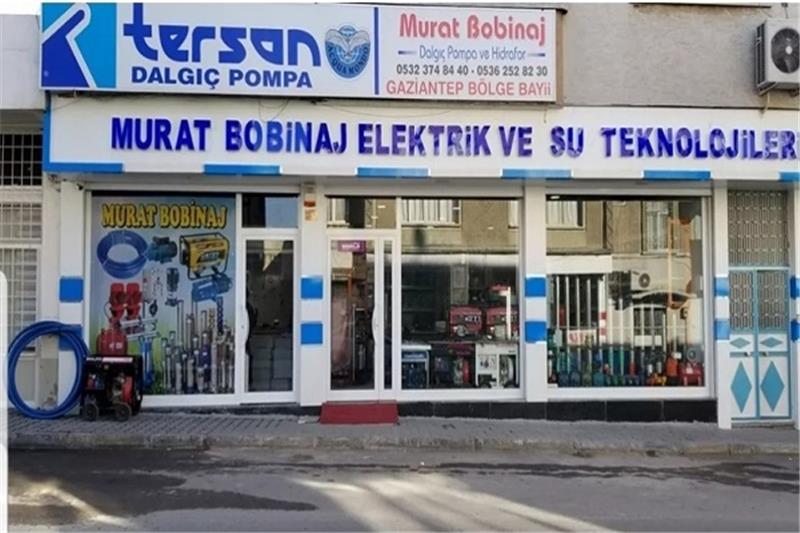 tersan
DALGIÇ POMPA
Murat Bobinaj
Dalgıç Pompa ve Hidrafor
0532 374 84 40 - 0536 252 82 30
GAZİANTEP BÖLGE BAYİİ
MURAT BOBİNAJ ELEKTRİK VE SU TEKNOLOJİLERİ
MURAT BOBİNAJ